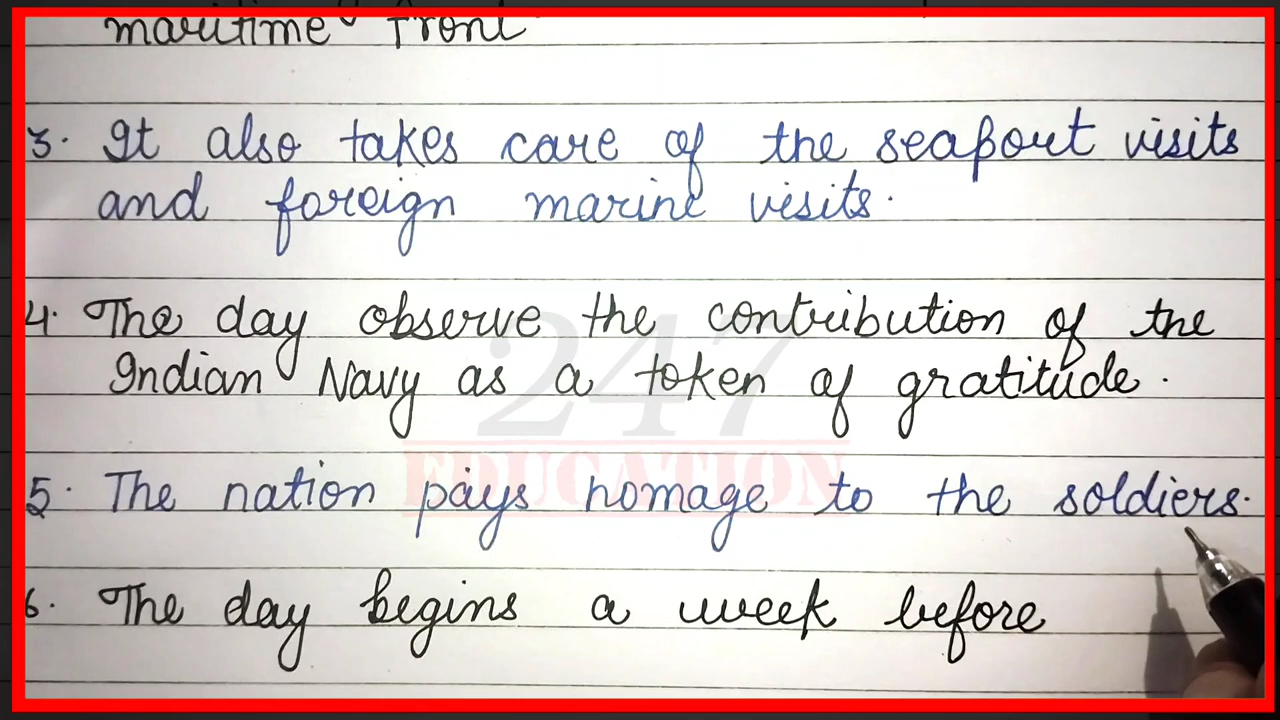 maritime front
3. It also takes care of the seaport visits
and foreign marine visits.
4. The day observe the contribution of the
Indian Navy as a token of gratitude.
247
EDUCATION
5. The nation pays homage to the soldiers.
6. The day begins a week before